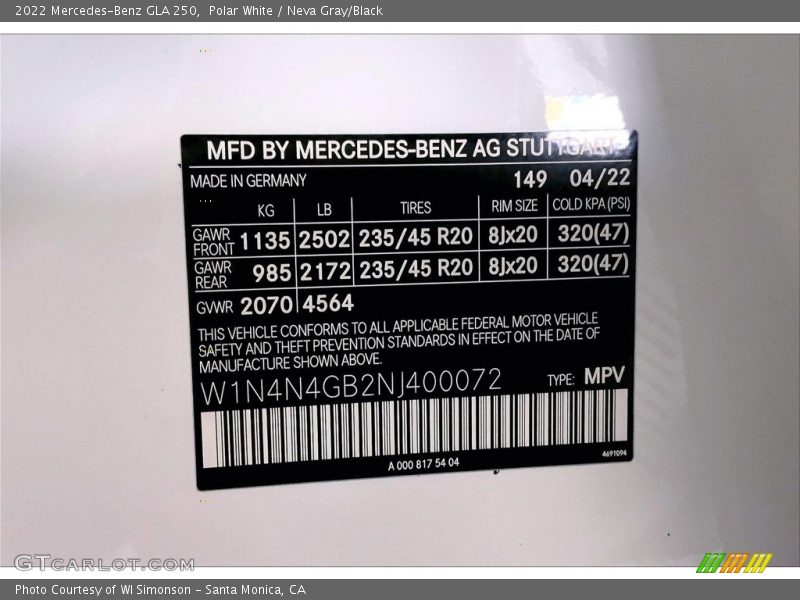 2022 Mercedes-Benz GLA 250,  Polar White / Neva Gray/Black
MFD BY MERCEDES-BENZ AG STUTTGART
MADE IN GERMANY 149 04/22
KG LB TIRES RIM SIZE COLD KPA (PSI)
GAWR FRONT 1135 2502 235/45 R20 8Jx20 320(47)
GAWR REAR 985 2172 235/45 R20 8Jx20 320(47)
GVWR 2070 4564
THIS VEHICLE CONFORMS TO ALL APPLICABLE FEDERAL MOTOR VEHICLE
SAFETY AND THEFT PREVENTION STANDARDS IN EFFECT ON THE DATE OF
MANUFACTURE SHOWN ABOVE.
W1N4N4GB2NJ400072 TYPE: MPV
A 000 817 54 04 4691094
GTCARLOT.COM
Photo Courtesy of WI Simonson - Santa Monica, CA